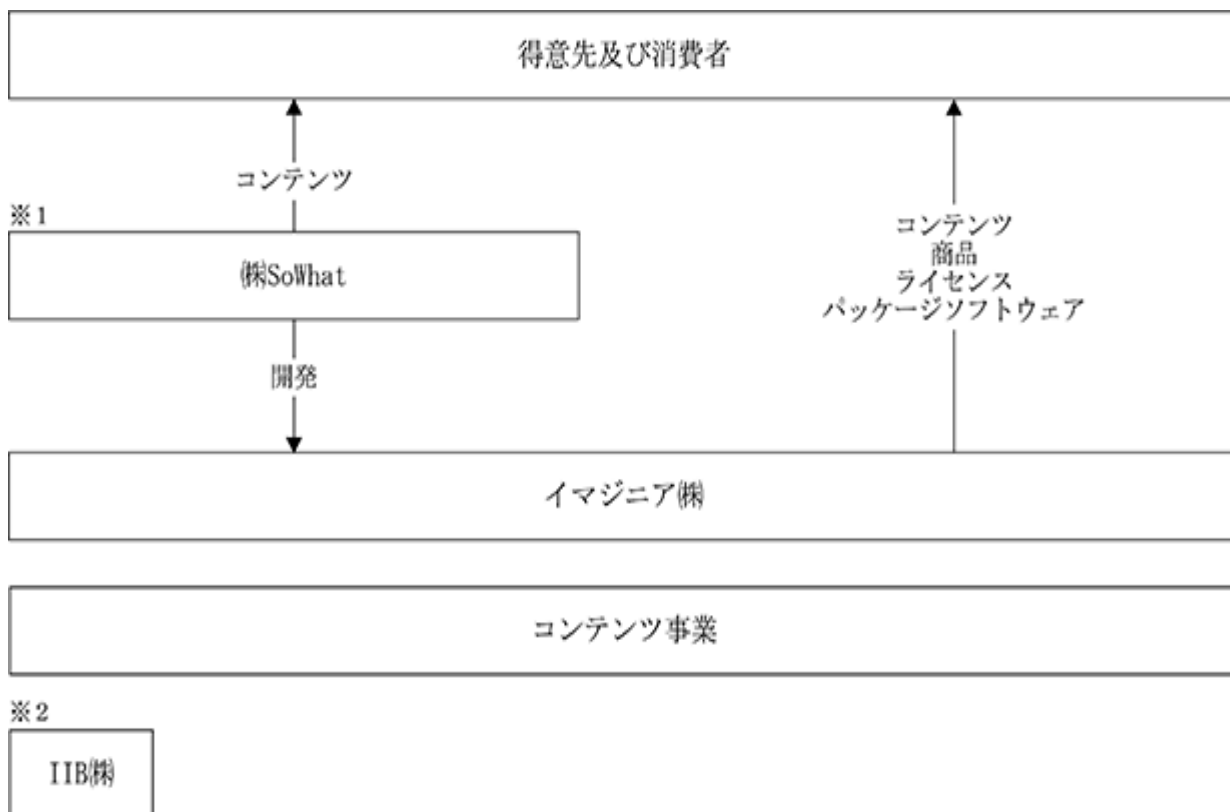 得意先及び消費者
コンテンツ
※1
㈱SoWhat
コンテンツ
商品
ライセンス
パッケージソフトウェア
開発
イマジニア㈱
コンテンツ事業
※2
IIB㈱